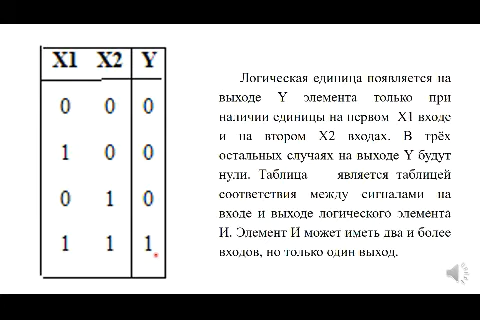 X1 X2 Y
0 0 0
1 0 0
0 1 0
1 1 1
Логическая единица появляется на
выходе Y элемента только при
наличии единицы на первом X1 входе
и на втором X2 входах. В трёх
остальных случаях на выходе Y будут
нули. Таблица является таблицей
соответствия между сигналами на
входе и выходе логического элемента
И. Элемент И может иметь два и более
входов, но только один выход.